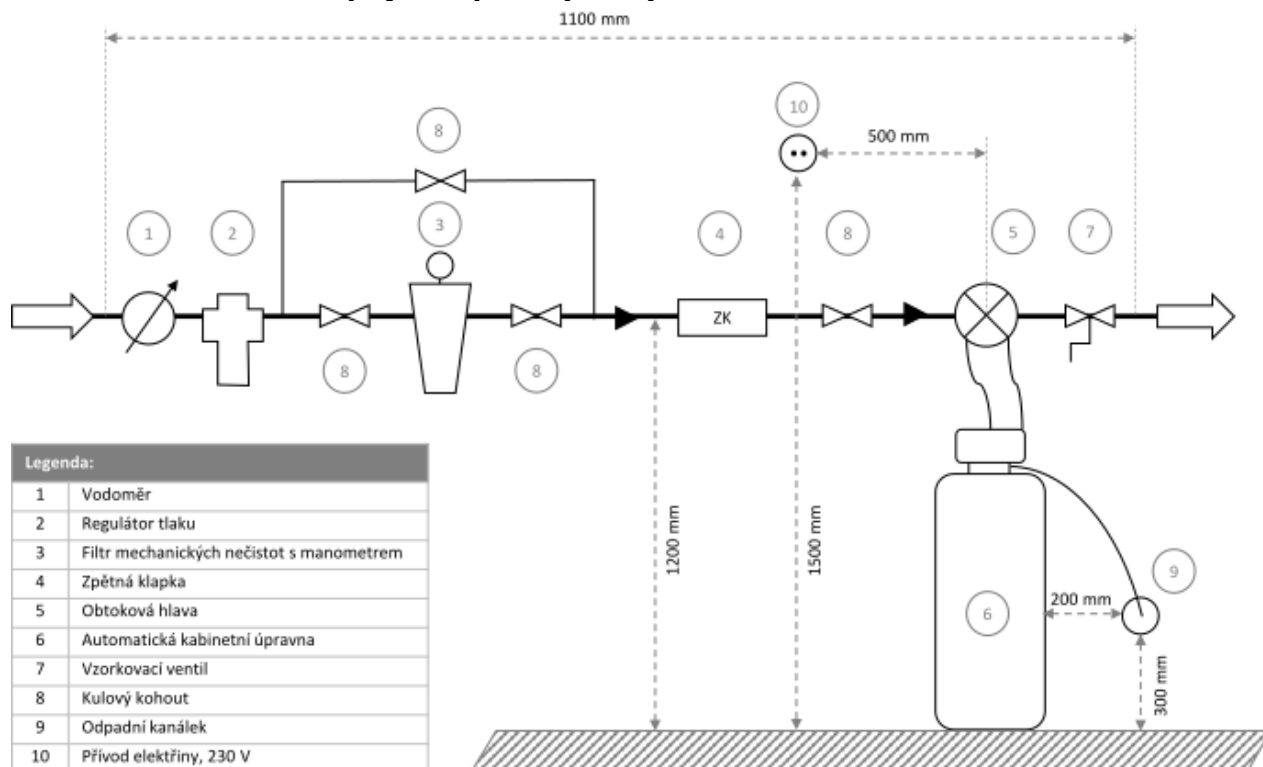 1100 mm
10
8
500 mm
1
2
3
4
8
5
7
ZK
8
8
1200 mm
1500 mm
6
200 mm
9
300 mm
Legenda:
1 Vodoměr
2 Regulátor tlaku
3 Filtr mechanických nečistot s manometrem
4 Zpětná klapka
5 Obtoková hlava
6 Automatická kabinetní úpravna
7 Vzorkovací ventil
8 Kulový kohout
9 Odpadní kanálek
10 Přívod elektřiny, 230 V